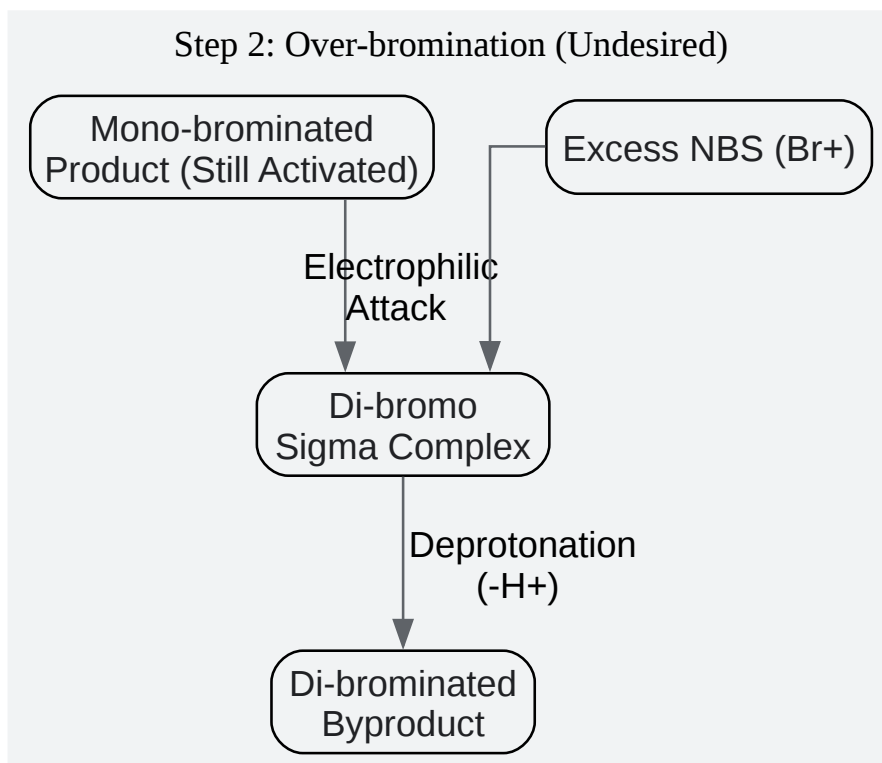 Step 2: Over-bromination (Undesired)
Mono-brominated
Product (Still Activated)
Excess NBS (Br+)
Electrophilic
Attack
Di-bromo
Sigma Complex
Deprotonation
(-H+)
Di-brominated
Byproduct